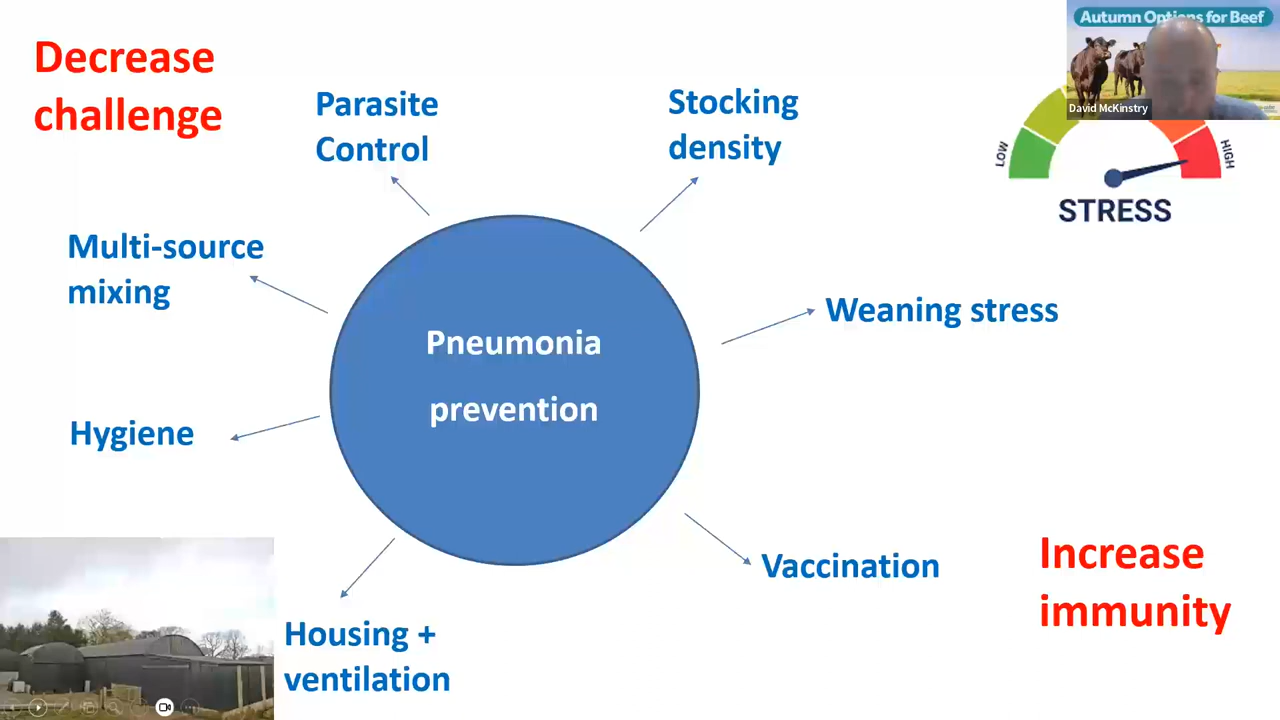 Decrease
challenge
Parasite
Control
Stocking
density
Autumn Options for Beef
David McKinstry
LOW
HIGH
STRESS
Multi-source
mixing
Weaning stress
Pneumonia
prevention
Hygiene
Vaccination
Increase
immunity
Housing +
ventilation